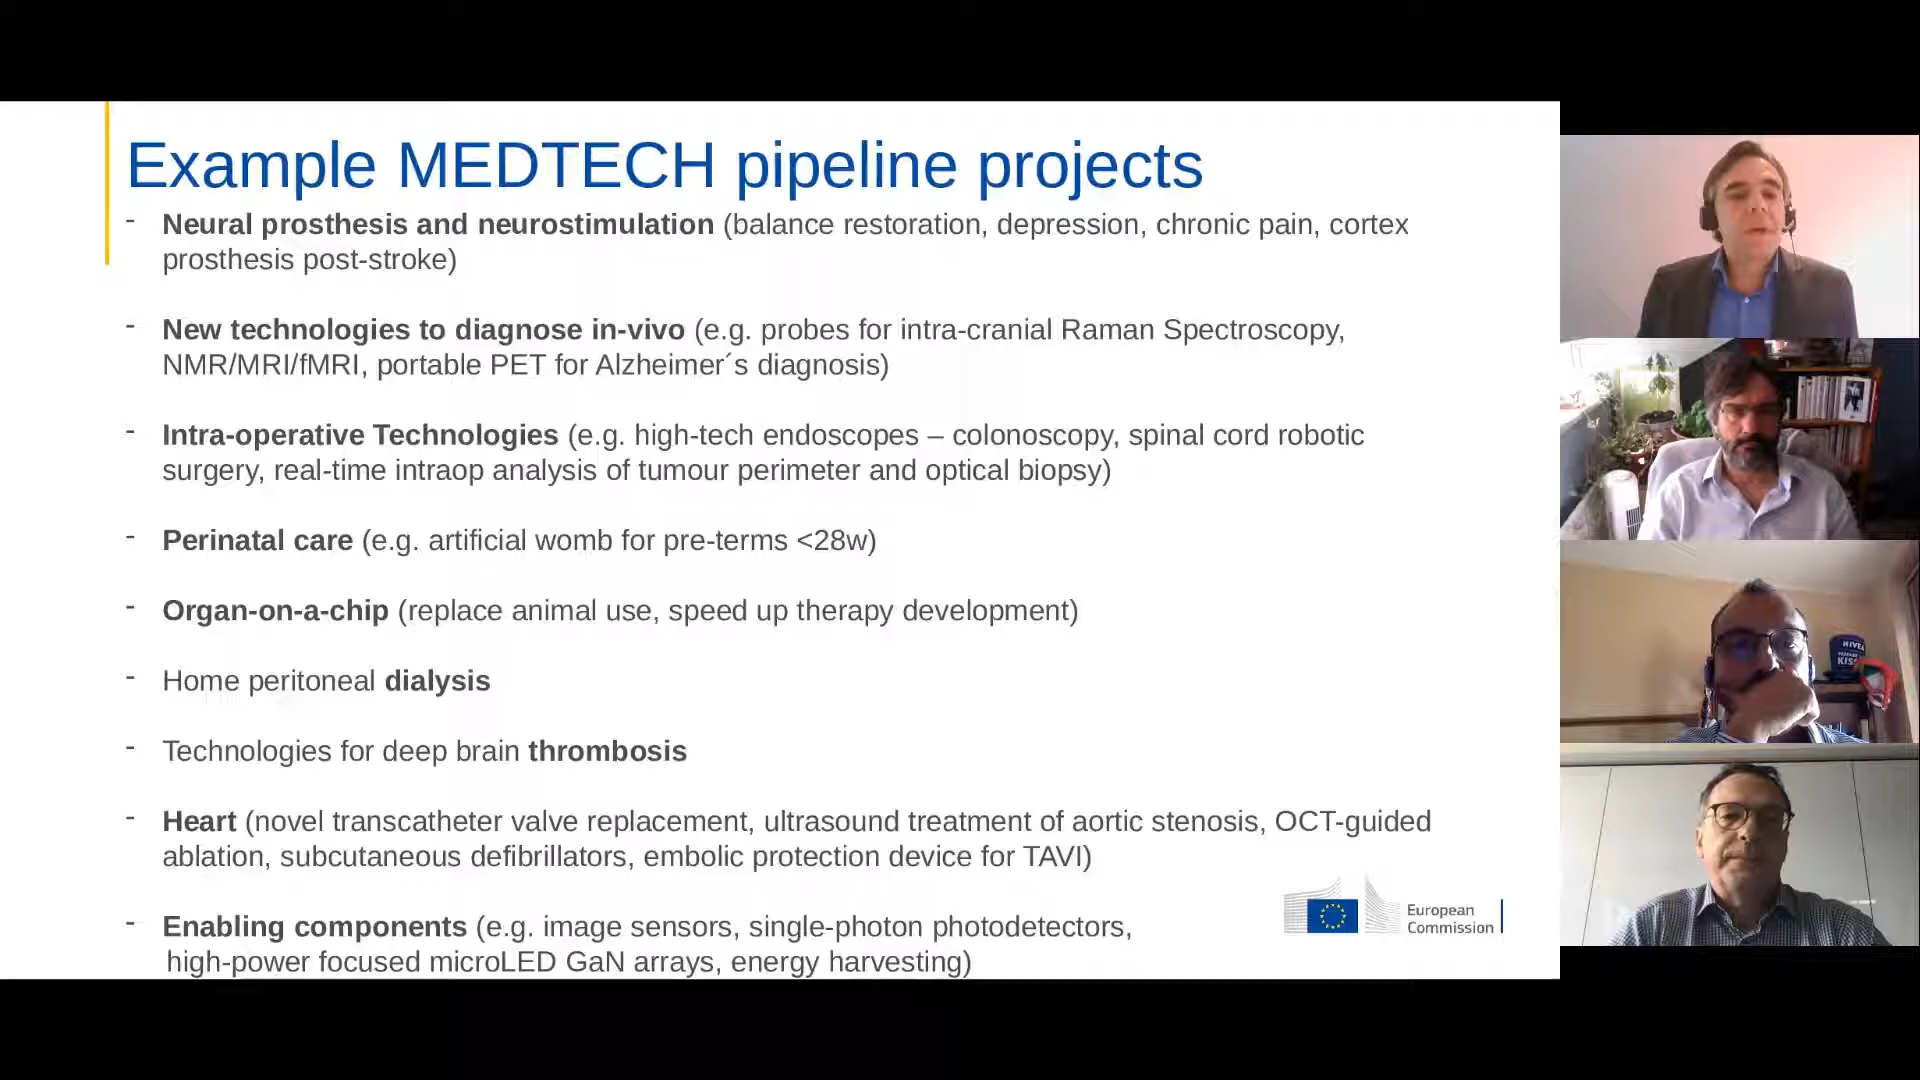 Example MEDTECH pipeline projects
- Neural prosthesis and neurostimulation (balance restoration, depression, chronic pain, cortex
prosthesis post-stroke)
- New technologies to diagnose in-vivo (e.g. probes for intra-cranial Raman Spectroscopy,
NMR/MRI/fMRI, portable PET for Alzheimer´s diagnosis)
- Intra-operative Technologies (e.g. high-tech endoscopes – colonoscopy, spinal cord robotic
surgery, real-time intraop analysis of tumour perimeter and optical biopsy)
- Perinatal care (e.g. artificial womb for pre-terms <28w)
- Organ-on-a-chip (replace animal use, speed up therapy development)
- Home peritoneal dialysis
- Technologies for deep brain thrombosis
- Heart (novel transcatheter valve replacement, ultrasound treatment of aortic stenosis, OCT-guided
ablation, subcutaneous defibrillators, embolic protection device for TAVI)
- Enabling components (e.g. image sensors, single-photon photodetectors,
high-power focused microLED GaN arrays, energy harvesting)
European
Commission
NIVEA